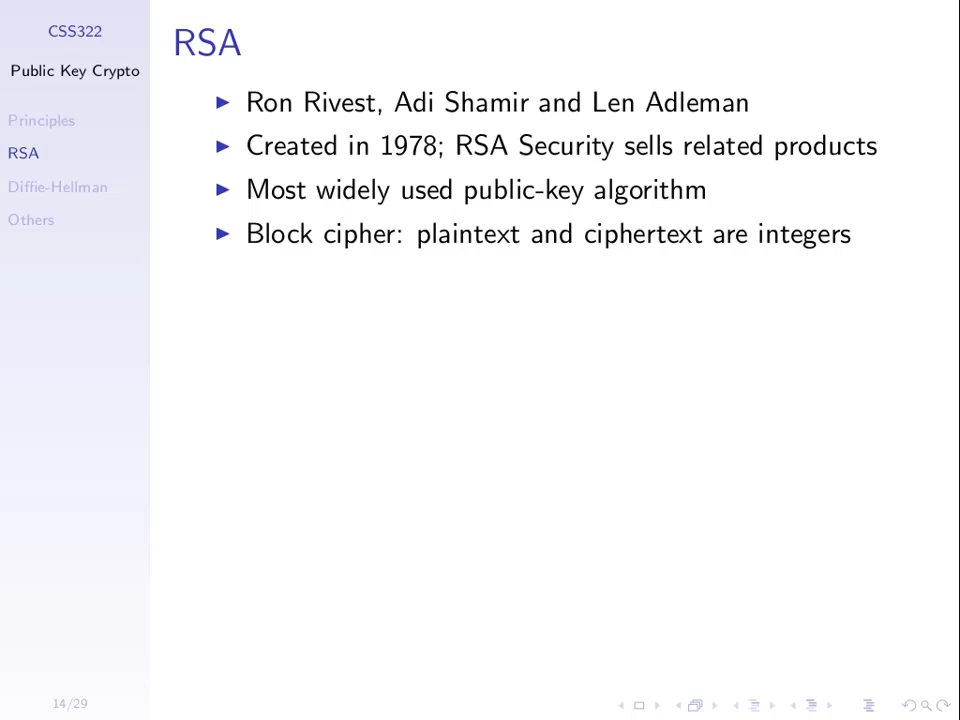 CSS322
Public Key Crypto
Principles
RSA
Diffie-Hellman
Others
RSA
Ron Rivest, Adi Shamir and Len Adleman
Created in 1978; RSA Security sells related products
Most widely used public-key algorithm
Block cipher: plaintext and ciphertext are integers
14/29